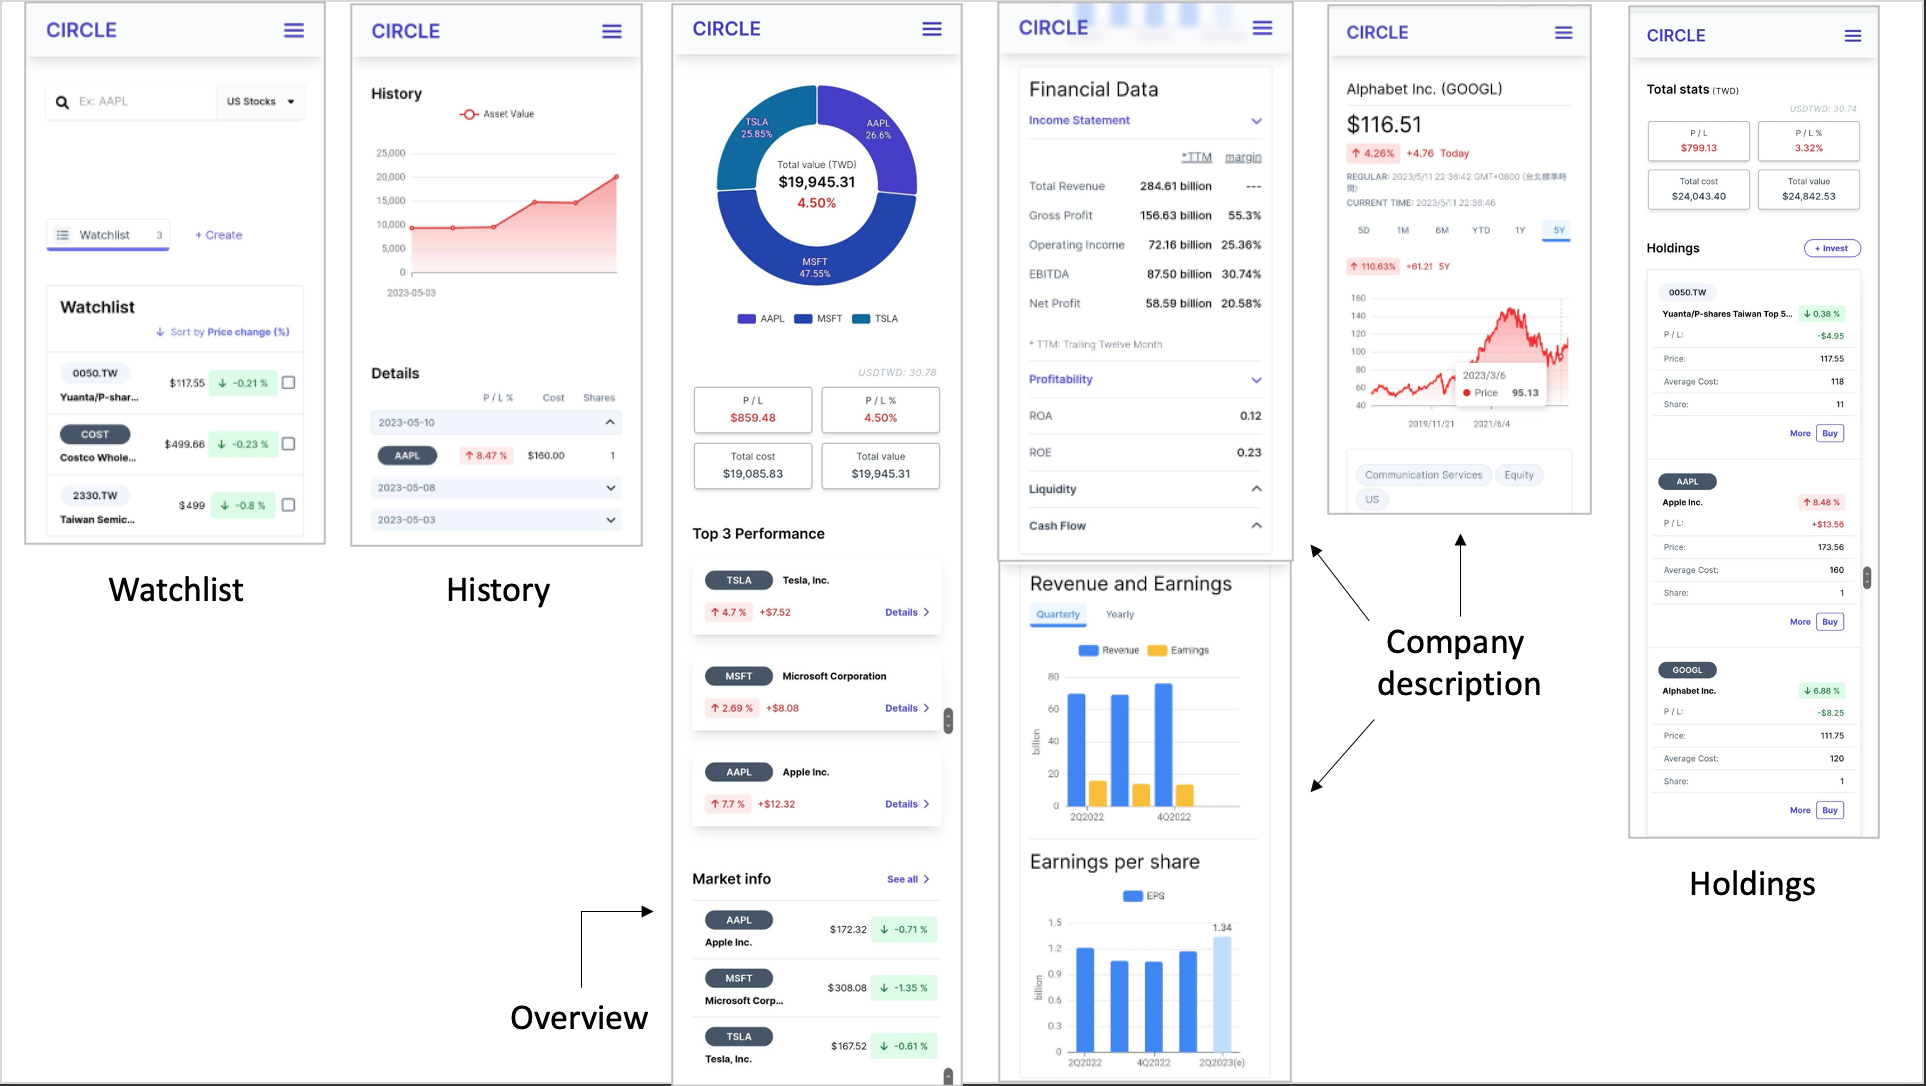 CIRCLE
Ex: AAPL
US Stocks
Watchlist 3
+ Create
Watchlist
Sort by Price change (%)
0050.TW
$117.55
-0.21 %
Yuanta/P-shar...
COST
$499.66
-0.23 %
Costco Whole...
2330.TW
$499
-0.8 %
Taiwan Semic...
Watchlist
CIRCLE
History
Asset Value
25,000
20,000
15,000
10,000
5,000
0
2023-05-03
Details
P / L % Cost Shares
2023-05-10
AAPL 8.47 % $160.00 1
2023-05-08
2023-05-03
History
CIRCLE
TSLA
25.85%
AAPL
26.6%
Total value (TWD)
$19,945.31
4.50%
MSFT
47.55%
AAPL MSFT TSLA
USDTWD: 30.78
P / L
$859.48
P / L %
4.50%
Total cost
$19,085.83
Total value
$19,945.31
Top 3 Performance
TSLA Tesla, Inc.
4.7 % +$7.52 Details
MSFT Microsoft Corporation
2.69 % +$8.08 Details
AAPL Apple Inc.
7.7 % +$12.32 Details
Market info See all
AAPL
$172.32 -0.71 %
Apple Inc.
MSFT
$308.08 -1.35 %
Microsoft Corp...
TSLA
$167.52 -0.61 %
Tesla, Inc.
Overview
CIRCLE
Financial Data
Income Statement
*TTM margin
Total Revenue 284.61 billion ---
Gross Profit 156.63 billion 55.3%
Operating Income 72.16 billion 25.36%
EBITDA 87.50 billion 30.74%
Net Profit 58.59 billion 20.58%
* TTM: Trailing Twelve Month
Profitability
ROA 0.12
ROE 0.23
Liquidity
Cash Flow
Revenue and Earnings
Quarterly Yearly
Revenue Earnings
80
60
40
20
0
billion
2Q2022 4Q2022
Earnings per share
EPS
1.5
1.2
0.9
0.6
0.3
0
billion
1.34
2Q2022 4Q2022 2Q2023(e)
CIRCLE
Alphabet Inc. (GOOGL)
$116.51
4.26% +4.76 Today
REGULAR: 2023/5/11 22:36:42 GMT+0800 (台北標準時
間)
CURRENT TIME: 2023/5/11 22:36:46
5D 1M 6M YTD 1Y 5Y
110.63% +61.21 5Y
160
140
120
100
80
60
40
2023/3/6
Price 95.13
2019/11/21 2021/6/4
Communication Services Equity
US
Company
description
CIRCLE
Total stats (TWD)
USDTWD: 30.74
P / L
$799.13
P / L %
3.32%
Total cost
$24,043.40
Total value
$24,842.53
Holdings + Invest
0050.TW
Yuanta/P-shares Taiwan Top 5... 0.38 %
P / L: -$4.95
Price: 117.55
Average Cost: 118
Share: 11
More Buy
AAPL
Apple Inc. 8.48 %
P / L: +$13.56
Price: 173.56
Average Cost: 160
Share: 1
More Buy
GOOGL
Alphabet Inc. 6.88 %
P / L: -$8.25
Price: 111.75
Average Cost: 120
Share: 1
More Buy
Holdings